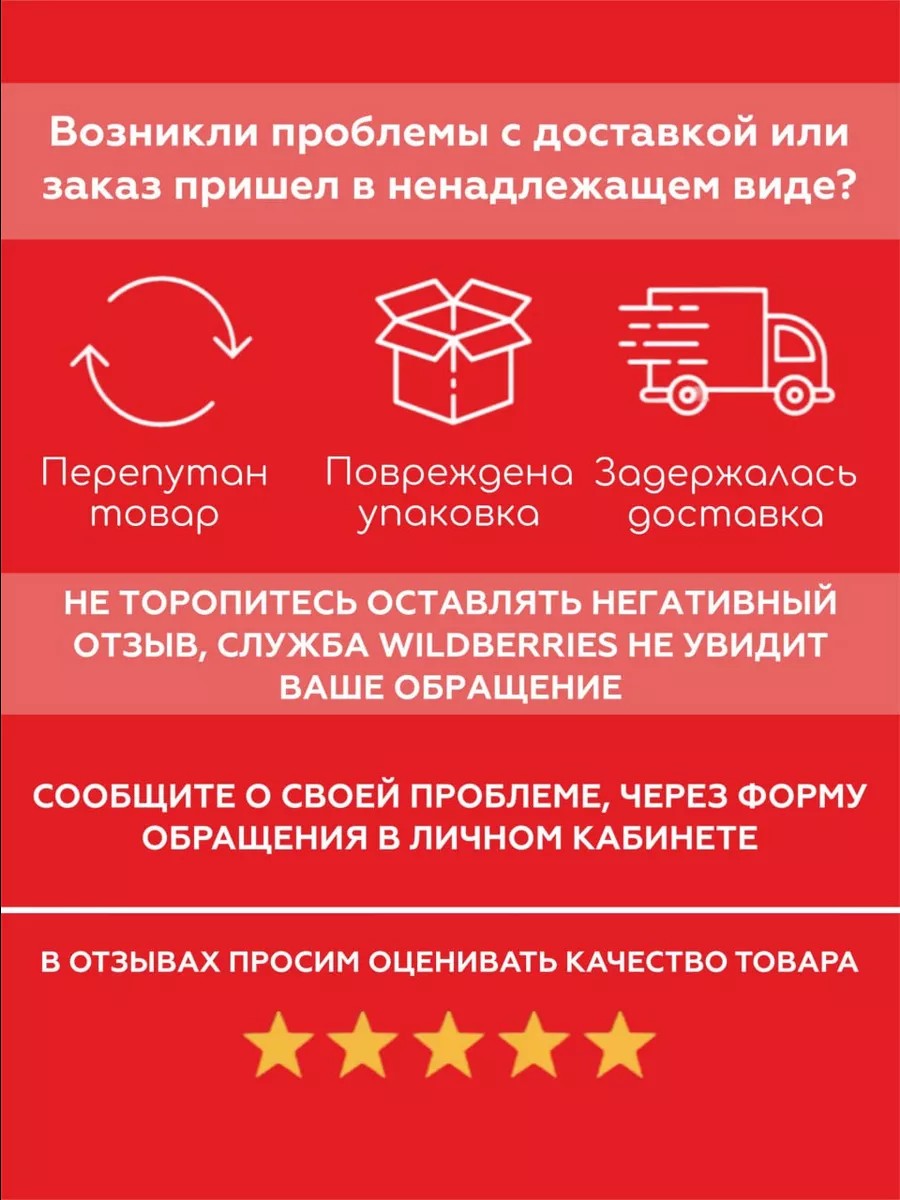 Возникли проблемы с доставкой или
заказ пришел в ненадлежащем виде?
Перепутан
товар
Повреждена
упаковка
Задержалась
доставка
НЕ ТОРОПИТЕСЬ ОСТАВЛЯТЬ НЕГАТИВНЫЙ
ОТЗЫВ, СЛУЖБА WILDBERRIES НЕ УВИДИТ
ВАШЕ ОБРАЩЕНИЕ
СООБЩИТЕ О СВОЕЙ ПРОБЛЕМЕ, ЧЕРЕЗ ФОРМУ
ОБРАЩЕНИЯ В ЛИЧНОМ КАБИНЕТЕ
В ОТЗЫВАХ ПРОСИМ ОЦЕНИВАТЬ КАЧЕСТВО ТОВАРА